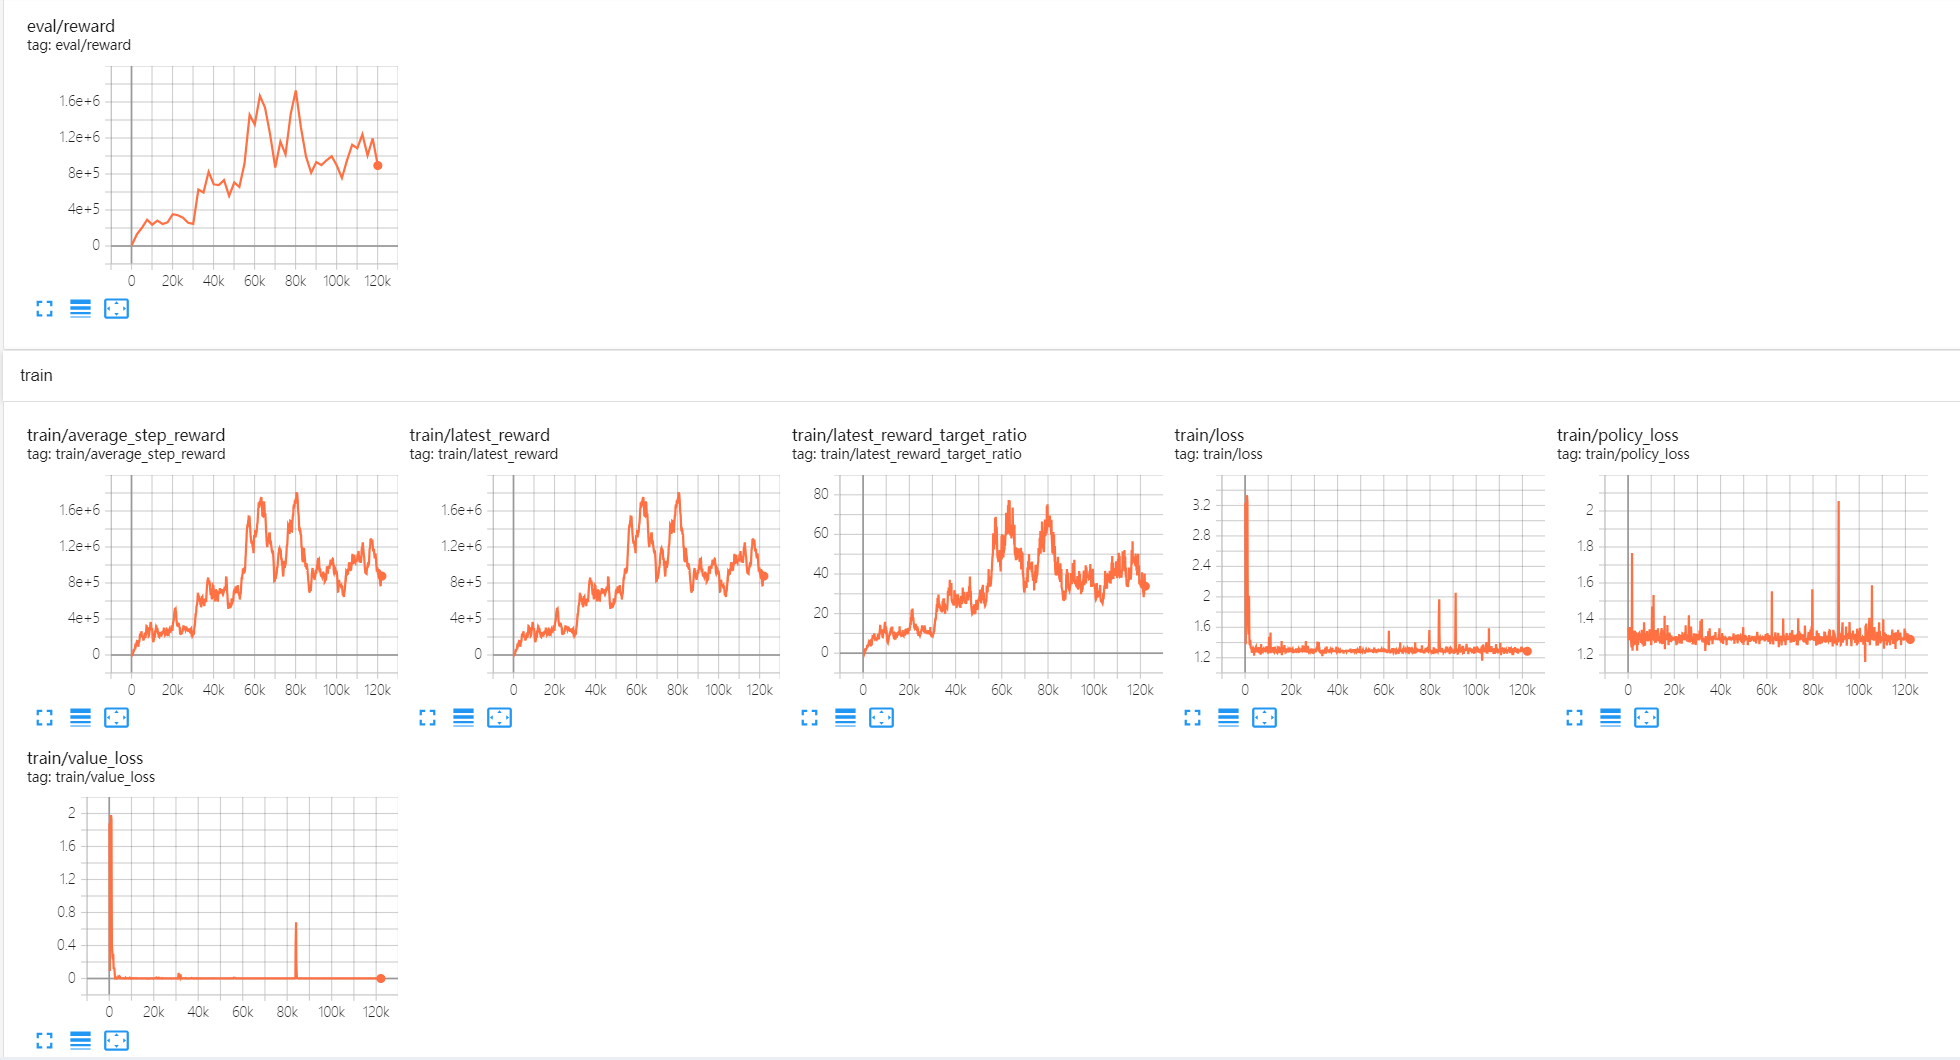 eval/reward
tag: eval/reward
1.6e+6
1.2e+6
8e+5
4e+5
0
0 20k 40k 60k 80k 100k 120k
train
train/average_step_reward
tag: train/average_step_reward
1.6e+6
1.2e+6
8e+5
4e+5
0
0 20k 40k 60k 80k 100k 120k
train/latest_reward
tag: train/latest_reward
1.6e+6
1.2e+6
8e+5
4e+5
0
0 20k 40k 60k 80k 100k 120k
train/latest_reward_target_ratio
tag: train/latest_reward_target_ratio
80
60
40
20
0
0 20k 40k 60k 80k 100k 120k
train/loss
tag: train/loss
3.2
2.8
2.4
2
1.6
1.2
0 20k 40k 60k 80k 100k 120k
train/policy_loss
tag: train/policy_loss
2
1.8
1.6
1.4
1.2
0 20k 40k 60k 80k 100k 120k
train/value_loss
tag: train/value_loss
2
1.6
1.2
0.8
0.4
0
0 20k 40k 60k 80k 100k 120k